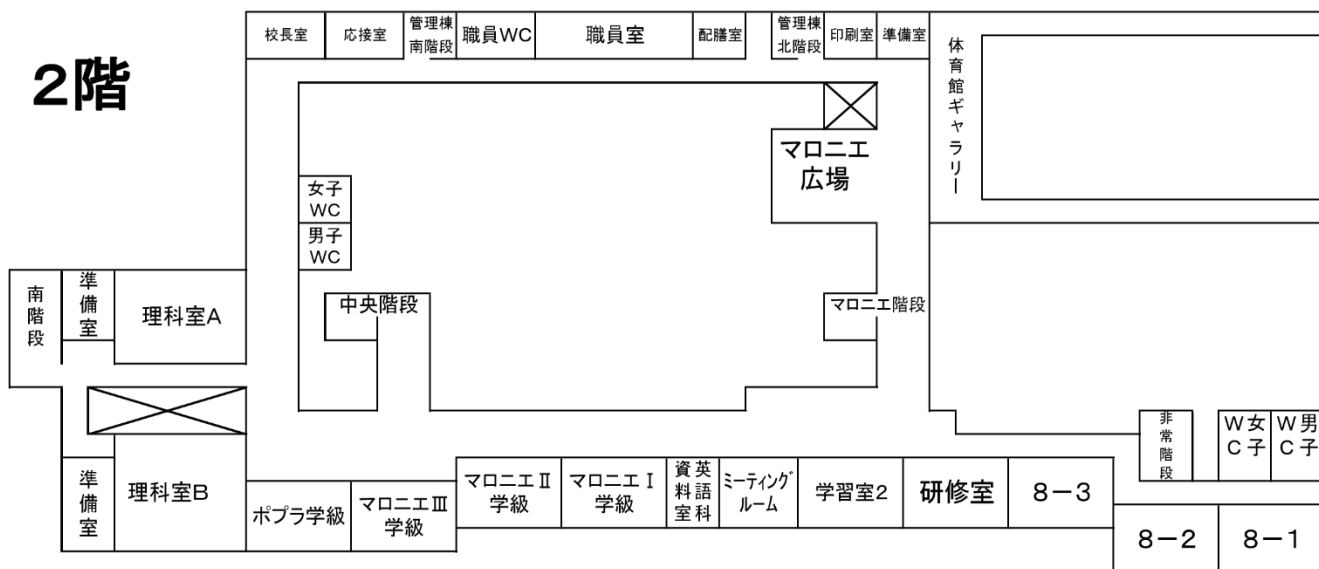 校長室
応接室
管理棟
南階段
職員WC
職員室
配膳室
管理棟
北階段
印刷室
準備室
体育館ギャラリー
2階
マロニエ
広場
女子
WC
男子
WC
南階段
準備室
理科室A
中央階段
マロニエ階段
準備室
理科室B
ポプラ学級
マロニエⅢ
学級
マロニエⅡ
学級
マロニエⅠ
学級
英語科
資料室
ミーティング
ルーム
学習室2
研修室
8-3
非常階段
女子
WC
男子
WC
8-2
8-1